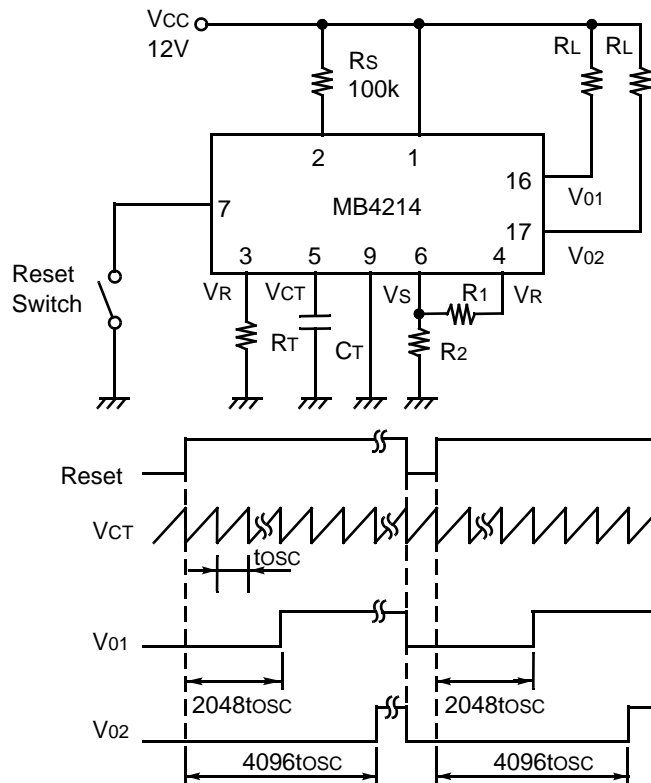 VCC
12V
RS
100k
RL
RL
2
1
16
V01
7
MB4214
17
V02
3
5
9
6
4
Reset
Switch
VR
VCT
VS
R1
VR
RT
CT
R2
Reset
VCT
tOSC
V01
2048tOSC
2048tOSC
V02
4096tOSC
4096tOSC